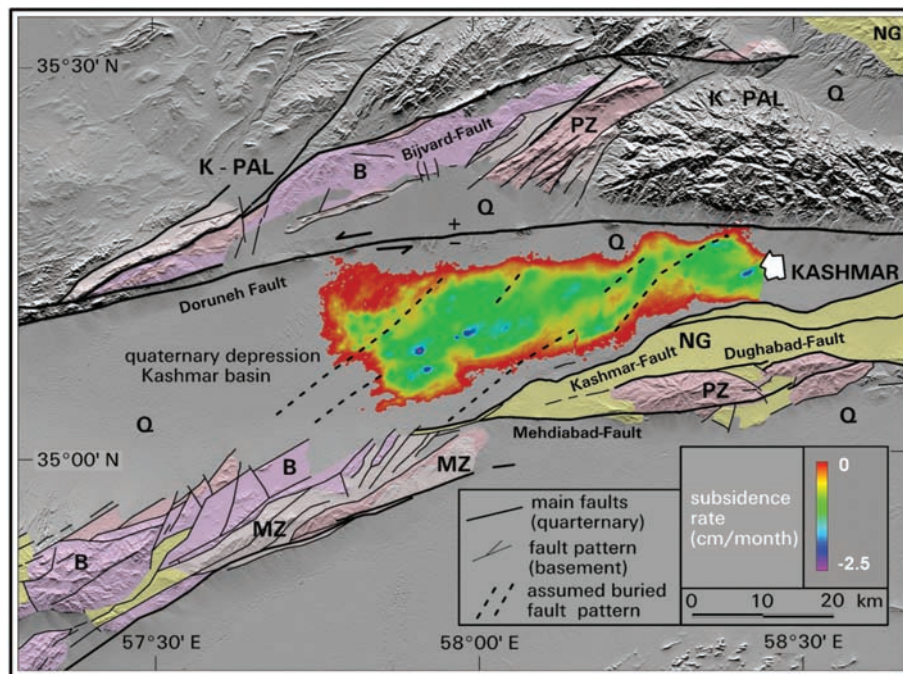 NG
35°30' N
K - PAL
Q
PZ
Bijvard-Fault
K - PAL
B
Q
+
−
Q
KASHMAR
Doruneh Fault
NG
Dughabad-Fault
quaternary depression
Kashmar basin
Kashmar-Fault
PZ
Q
Q
Mehdiabad-Fault
35°00' N
B
MZ
MZ
B
main faults
(quarternary)
fault pattern
(basement)
assumed buried
fault pattern
subsidence
rate
(cm/month)
0
-2.5
0 10 20 km
57°30' E
58°00' E
58°30' E